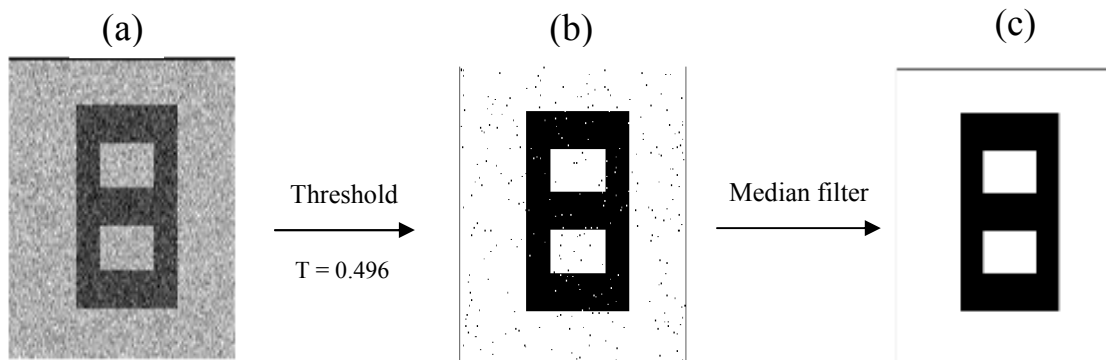 (a)
(b)
(c)
Threshold
T = 0.496
Median filter